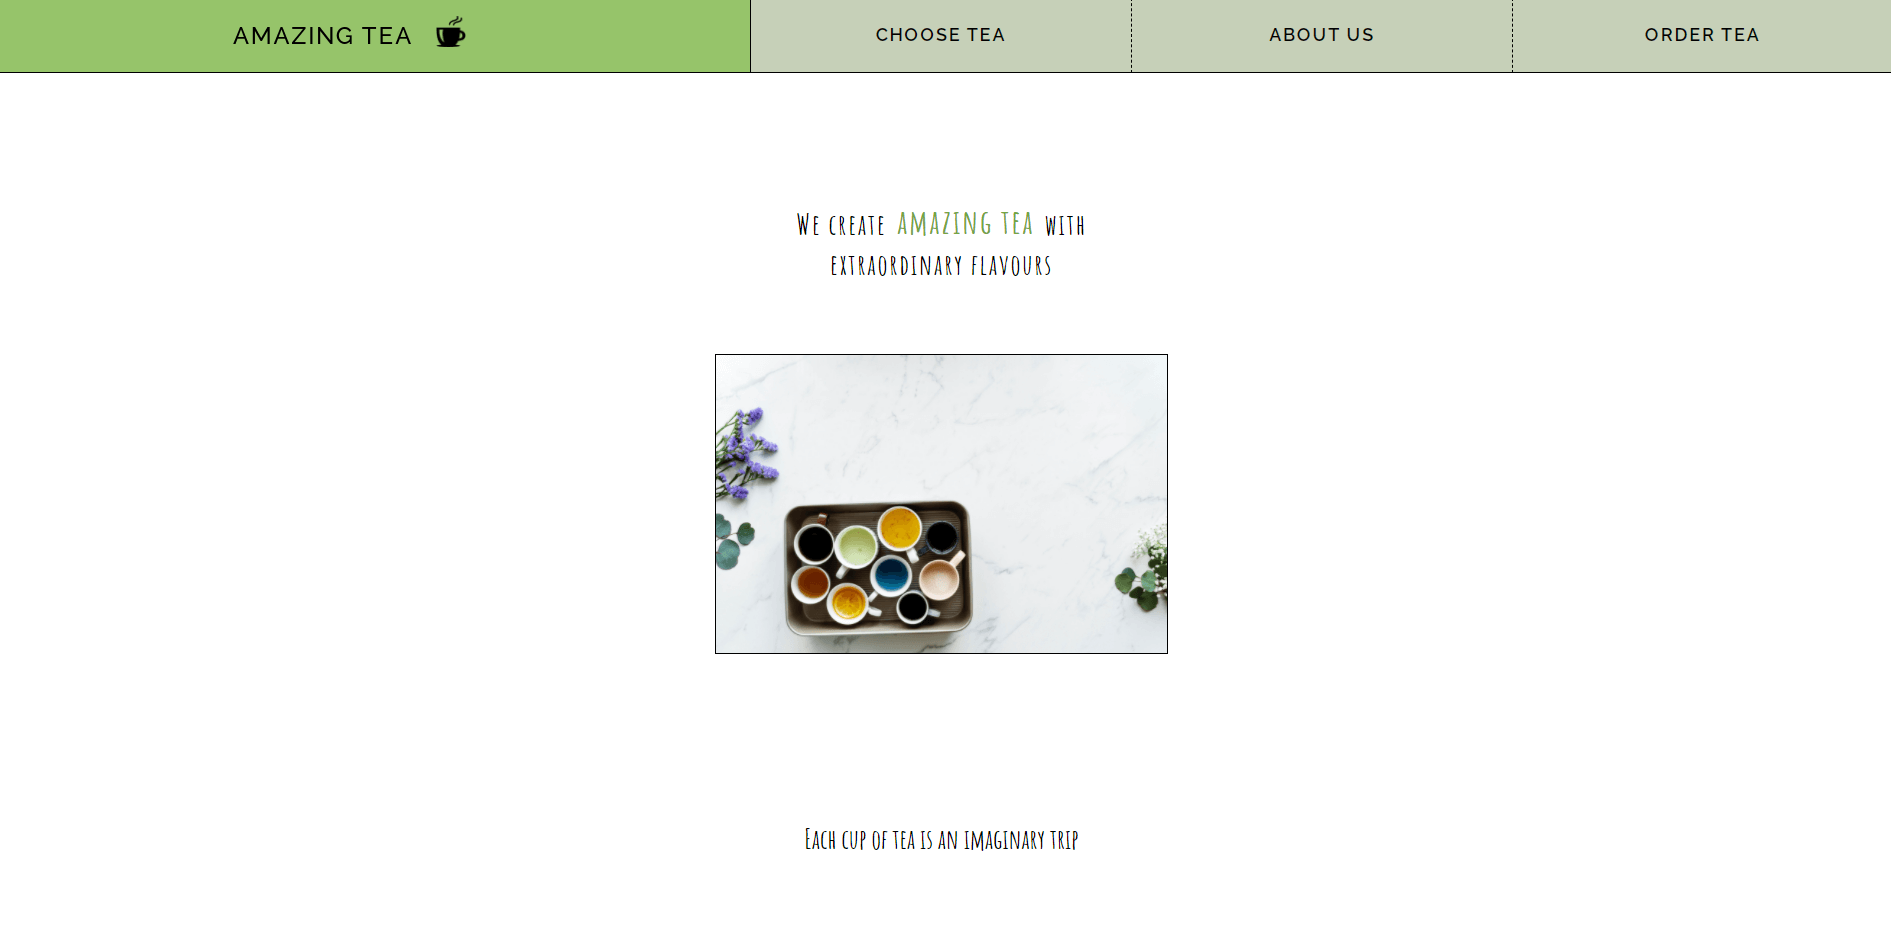 AMAZING TEA
CHOOSE TEA
ABOUT US
ORDER TEA
We create amazing tea with
extraordinary flavours
Each cup of tea is an imaginary trip